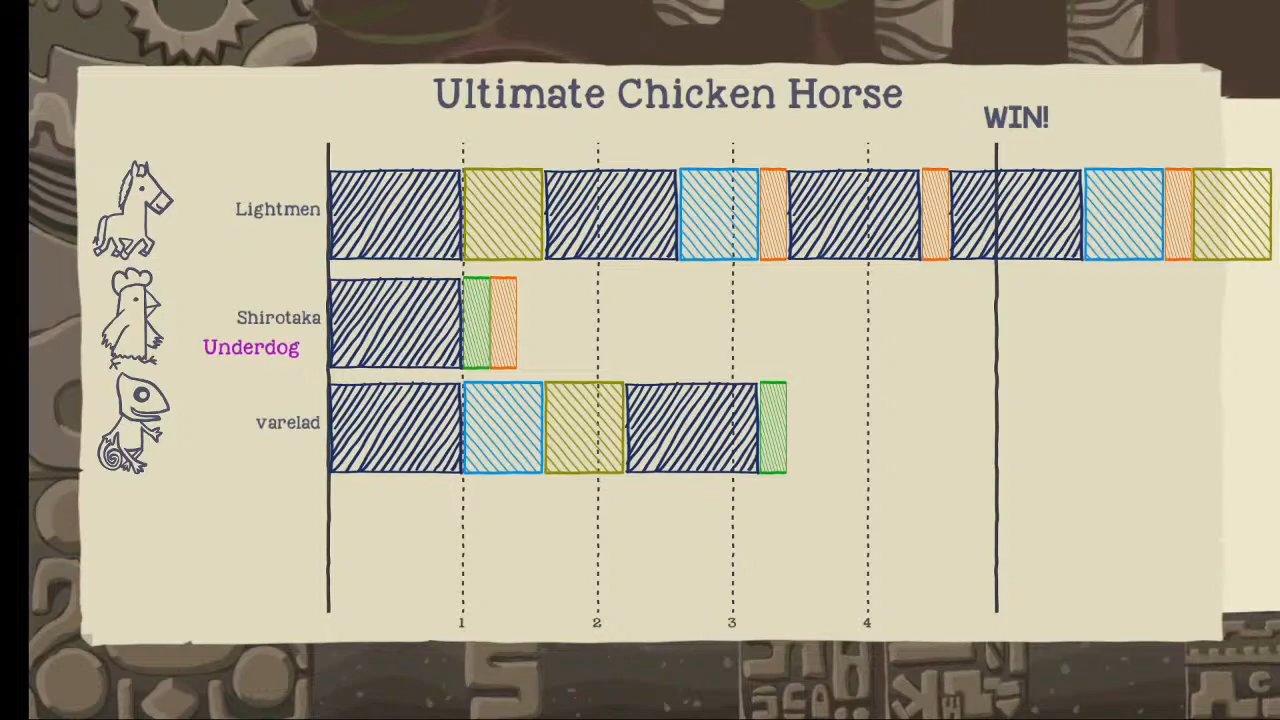 Ultimate Chicken Horse
WIN!
Lightmen
Shirotaka
Underdog
varelad
1 2 3 4